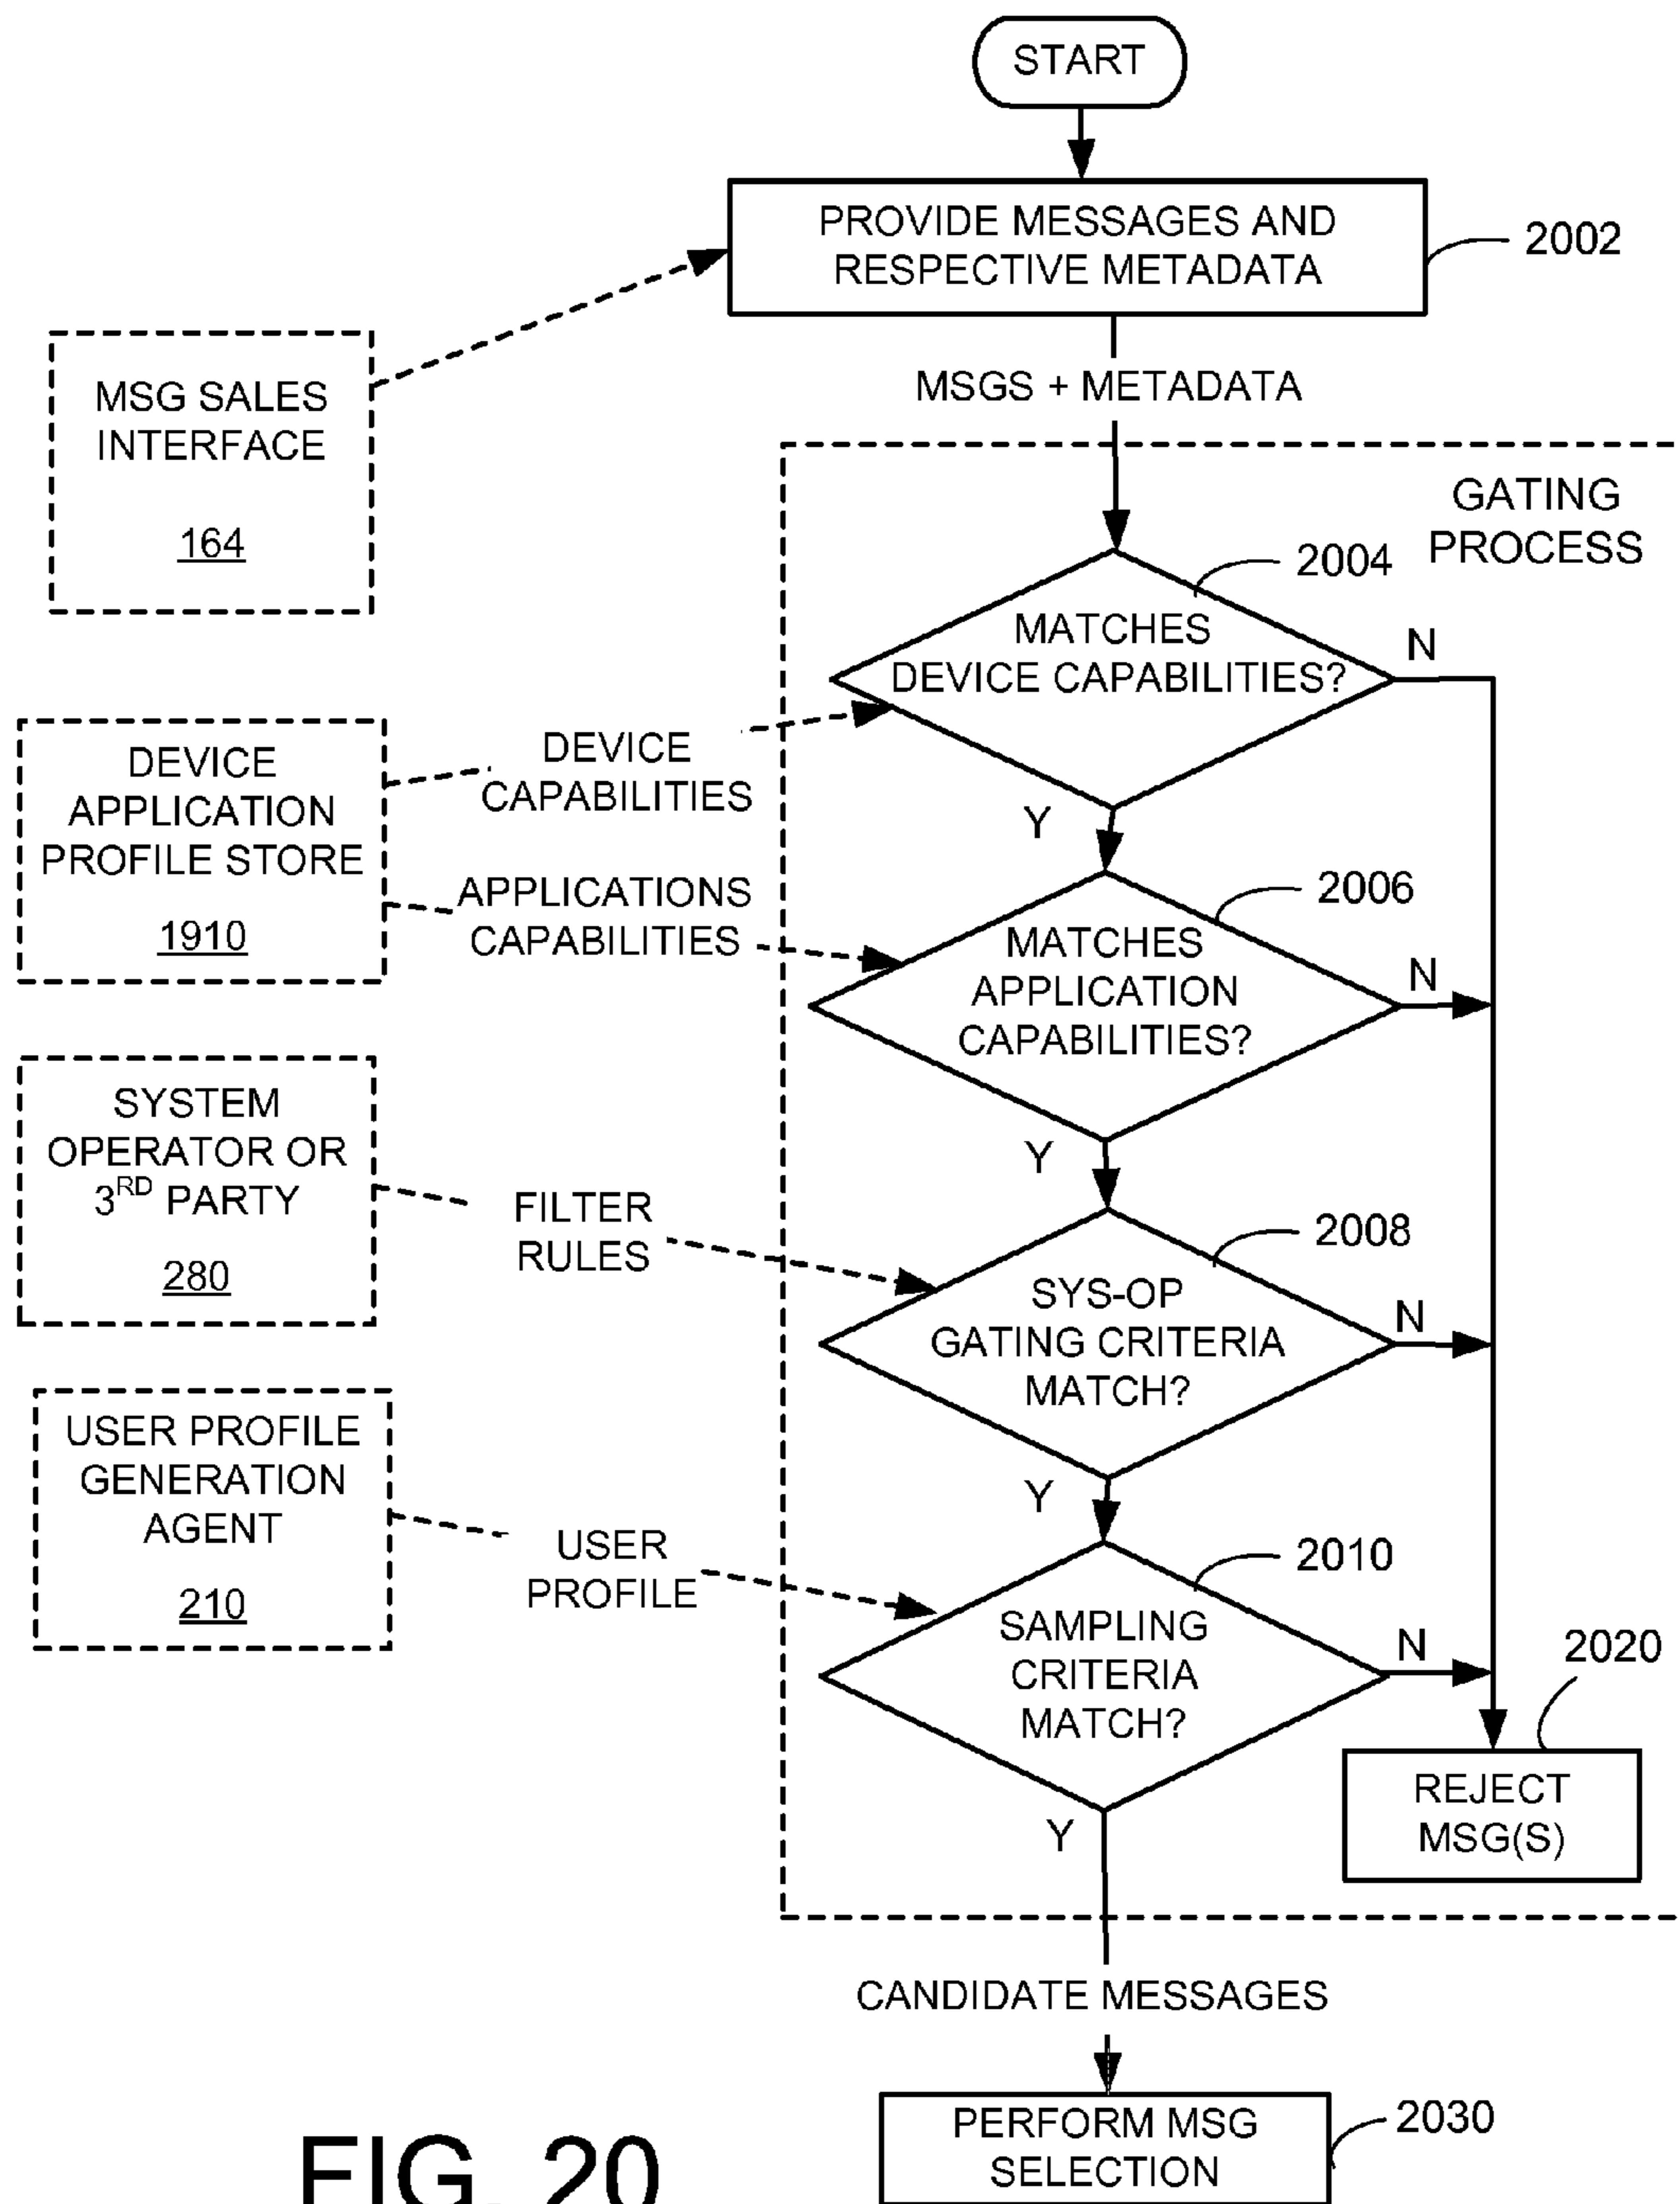 START
PROVIDE MESSAGES AND
RESPECTIVE METADATA
2002
MSG SALES
INTERFACE
164
MSGS + METADATA
GATING
PROCESS
2004
MATCHES
DEVICE CAPABILITIES?
N
Y
DEVICE
APPLICATION
PROFILE STORE
1910
DEVICE
CAPABILITIES
APPLICATIONS
CAPABILITIES
2006
MATCHES
APPLICATION
CAPABILITIES?
N
Y
SYSTEM
OPERATOR OR
3RD PARTY
280
FILTER
RULES
2008
SYS-OP
GATING CRITERIA
MATCH?
N
Y
USER PROFILE
GENERATION
AGENT
210
USER
PROFILE
2010
SAMPLING
CRITERIA
MATCH?
N
Y
2020
REJECT
MSG(S)
CANDIDATE MESSAGES
PERFORM MSG
SELECTION
2030
FIG. 20